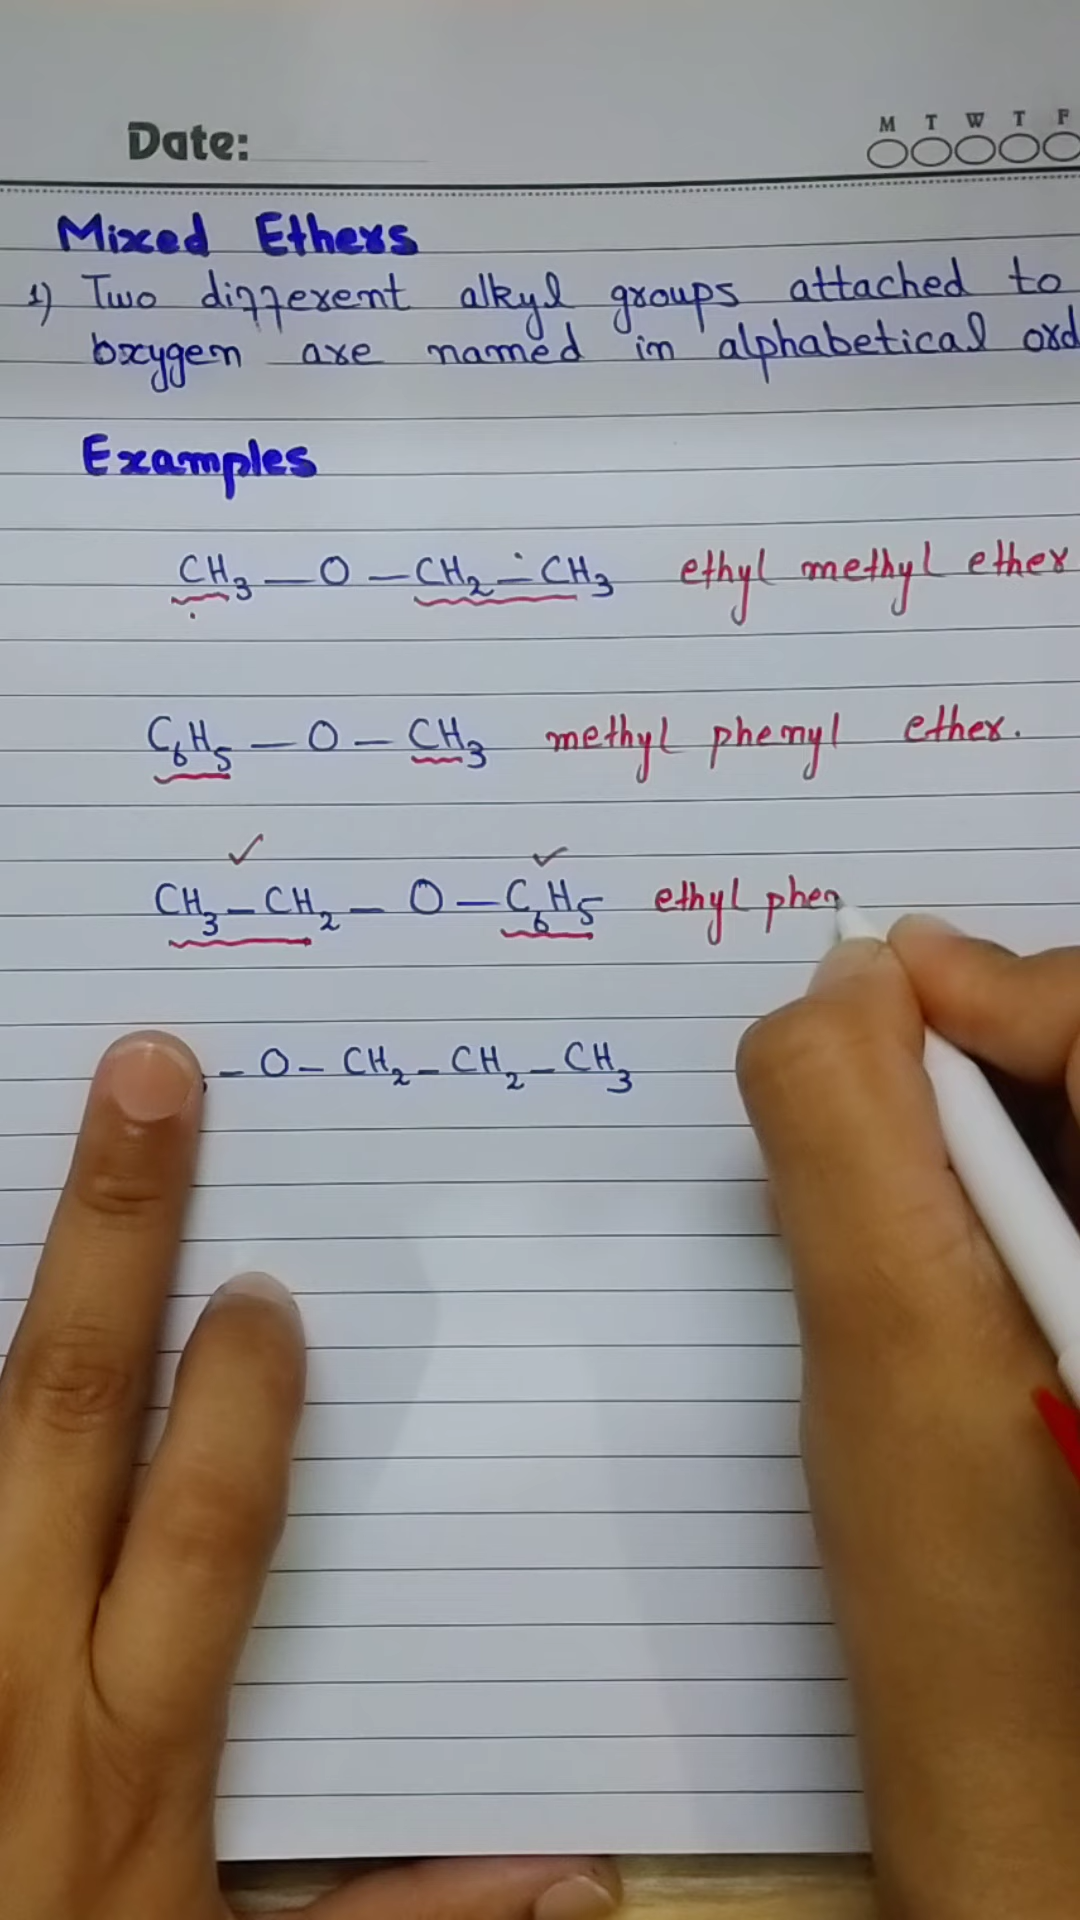 Date:
M T W T F
Mixed Ethers
1) Two different alkyl groups attached to
oxygen are named in alphabetical ord
Examples
CH₃ — O — CH₂ — CH₃ ethyl methyl ether
C₆H₅ — O — CH₃ methyl phenyl ether.
✓ ✓
CH₃ — CH₂ — O — C₆H₅ ethyl phen
— O — CH₂ — CH₂ — CH₃